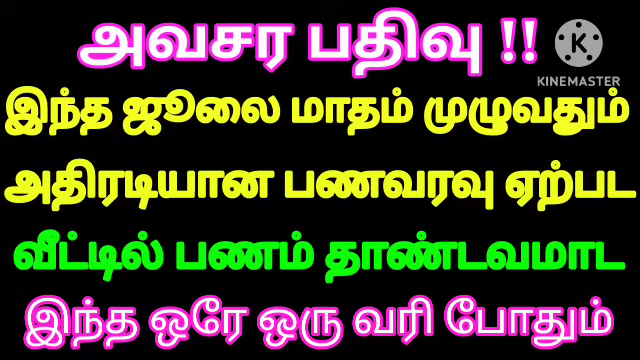 அவசர பதிவு !!
K
KINEMASTER
இந்த ஜூலை மாதம் முழுவதும்
அதிரடியான பணவரவு ஏற்பட
வீட்டில் பணம் தாண்டவமாட
இந்த ஒரே ஒரு வரி போதும்